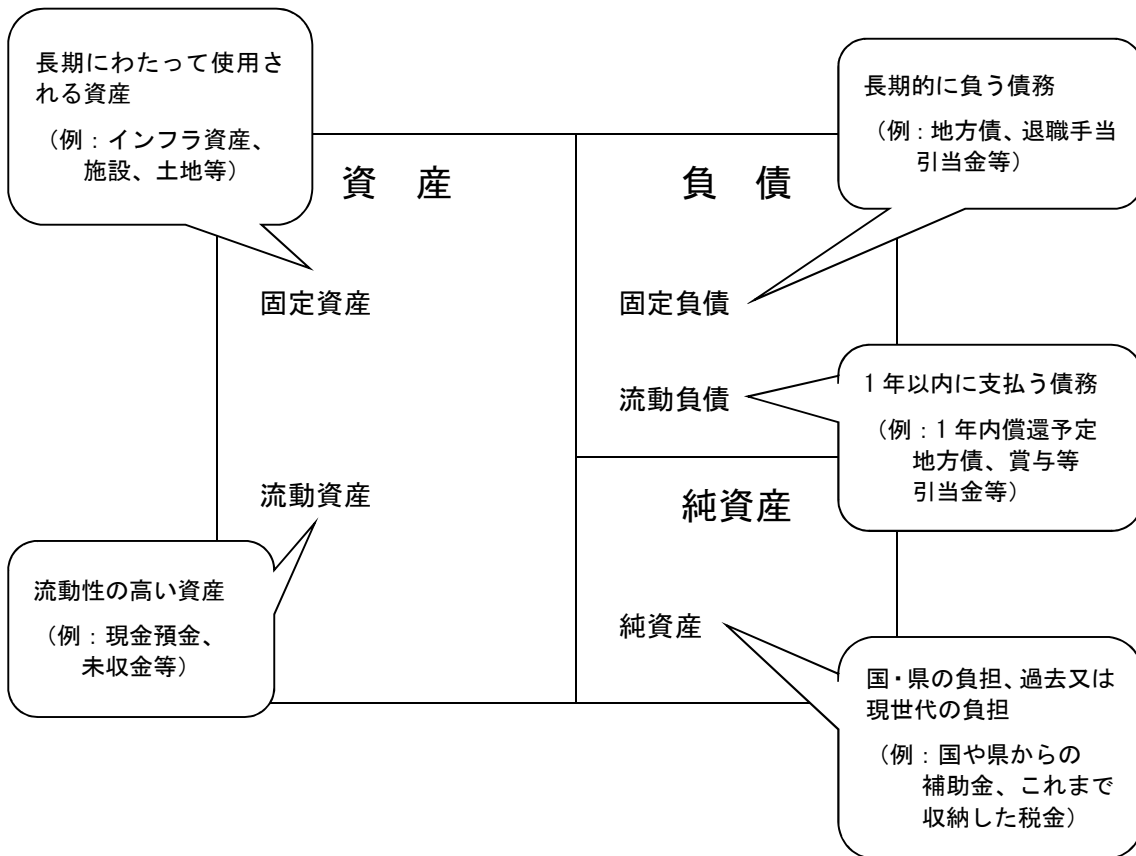 長期にわたって使用さ
れる資産
（例：インフラ資産、
施設、土地等）
資　産
固定資産
流動資産
流動性の高い資産
（例：現金預金、
未収金等）
負　債
長期的に負う債務
（例：地方債、退職手当
引当金等）
固定負債
流動負債
1年以内に支払う債務
（例：1年内償還予定
地方債、賞与等
引当金等）
純資産
純資産
国・県の負担、過去又は
現世代の負担
（例：国や県からの
補助金、これまで
収納した税金）